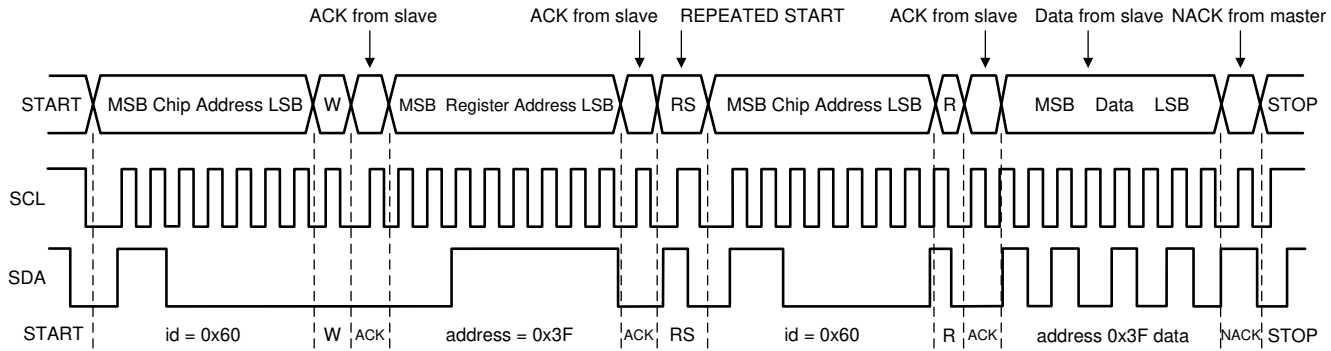 ACK from slave ACK from slave REPEATED START ACK from slave Data from slave NACK from master
START MSB Chip Address LSB W MSB Register Address LSB RS MSB Chip Address LSB R MSB Data LSB STOP
SCL
SDA
START id = 0x60 W ACK address = 0x3F ACK RS id = 0x60 R ACK address 0x3F data NACK STOP